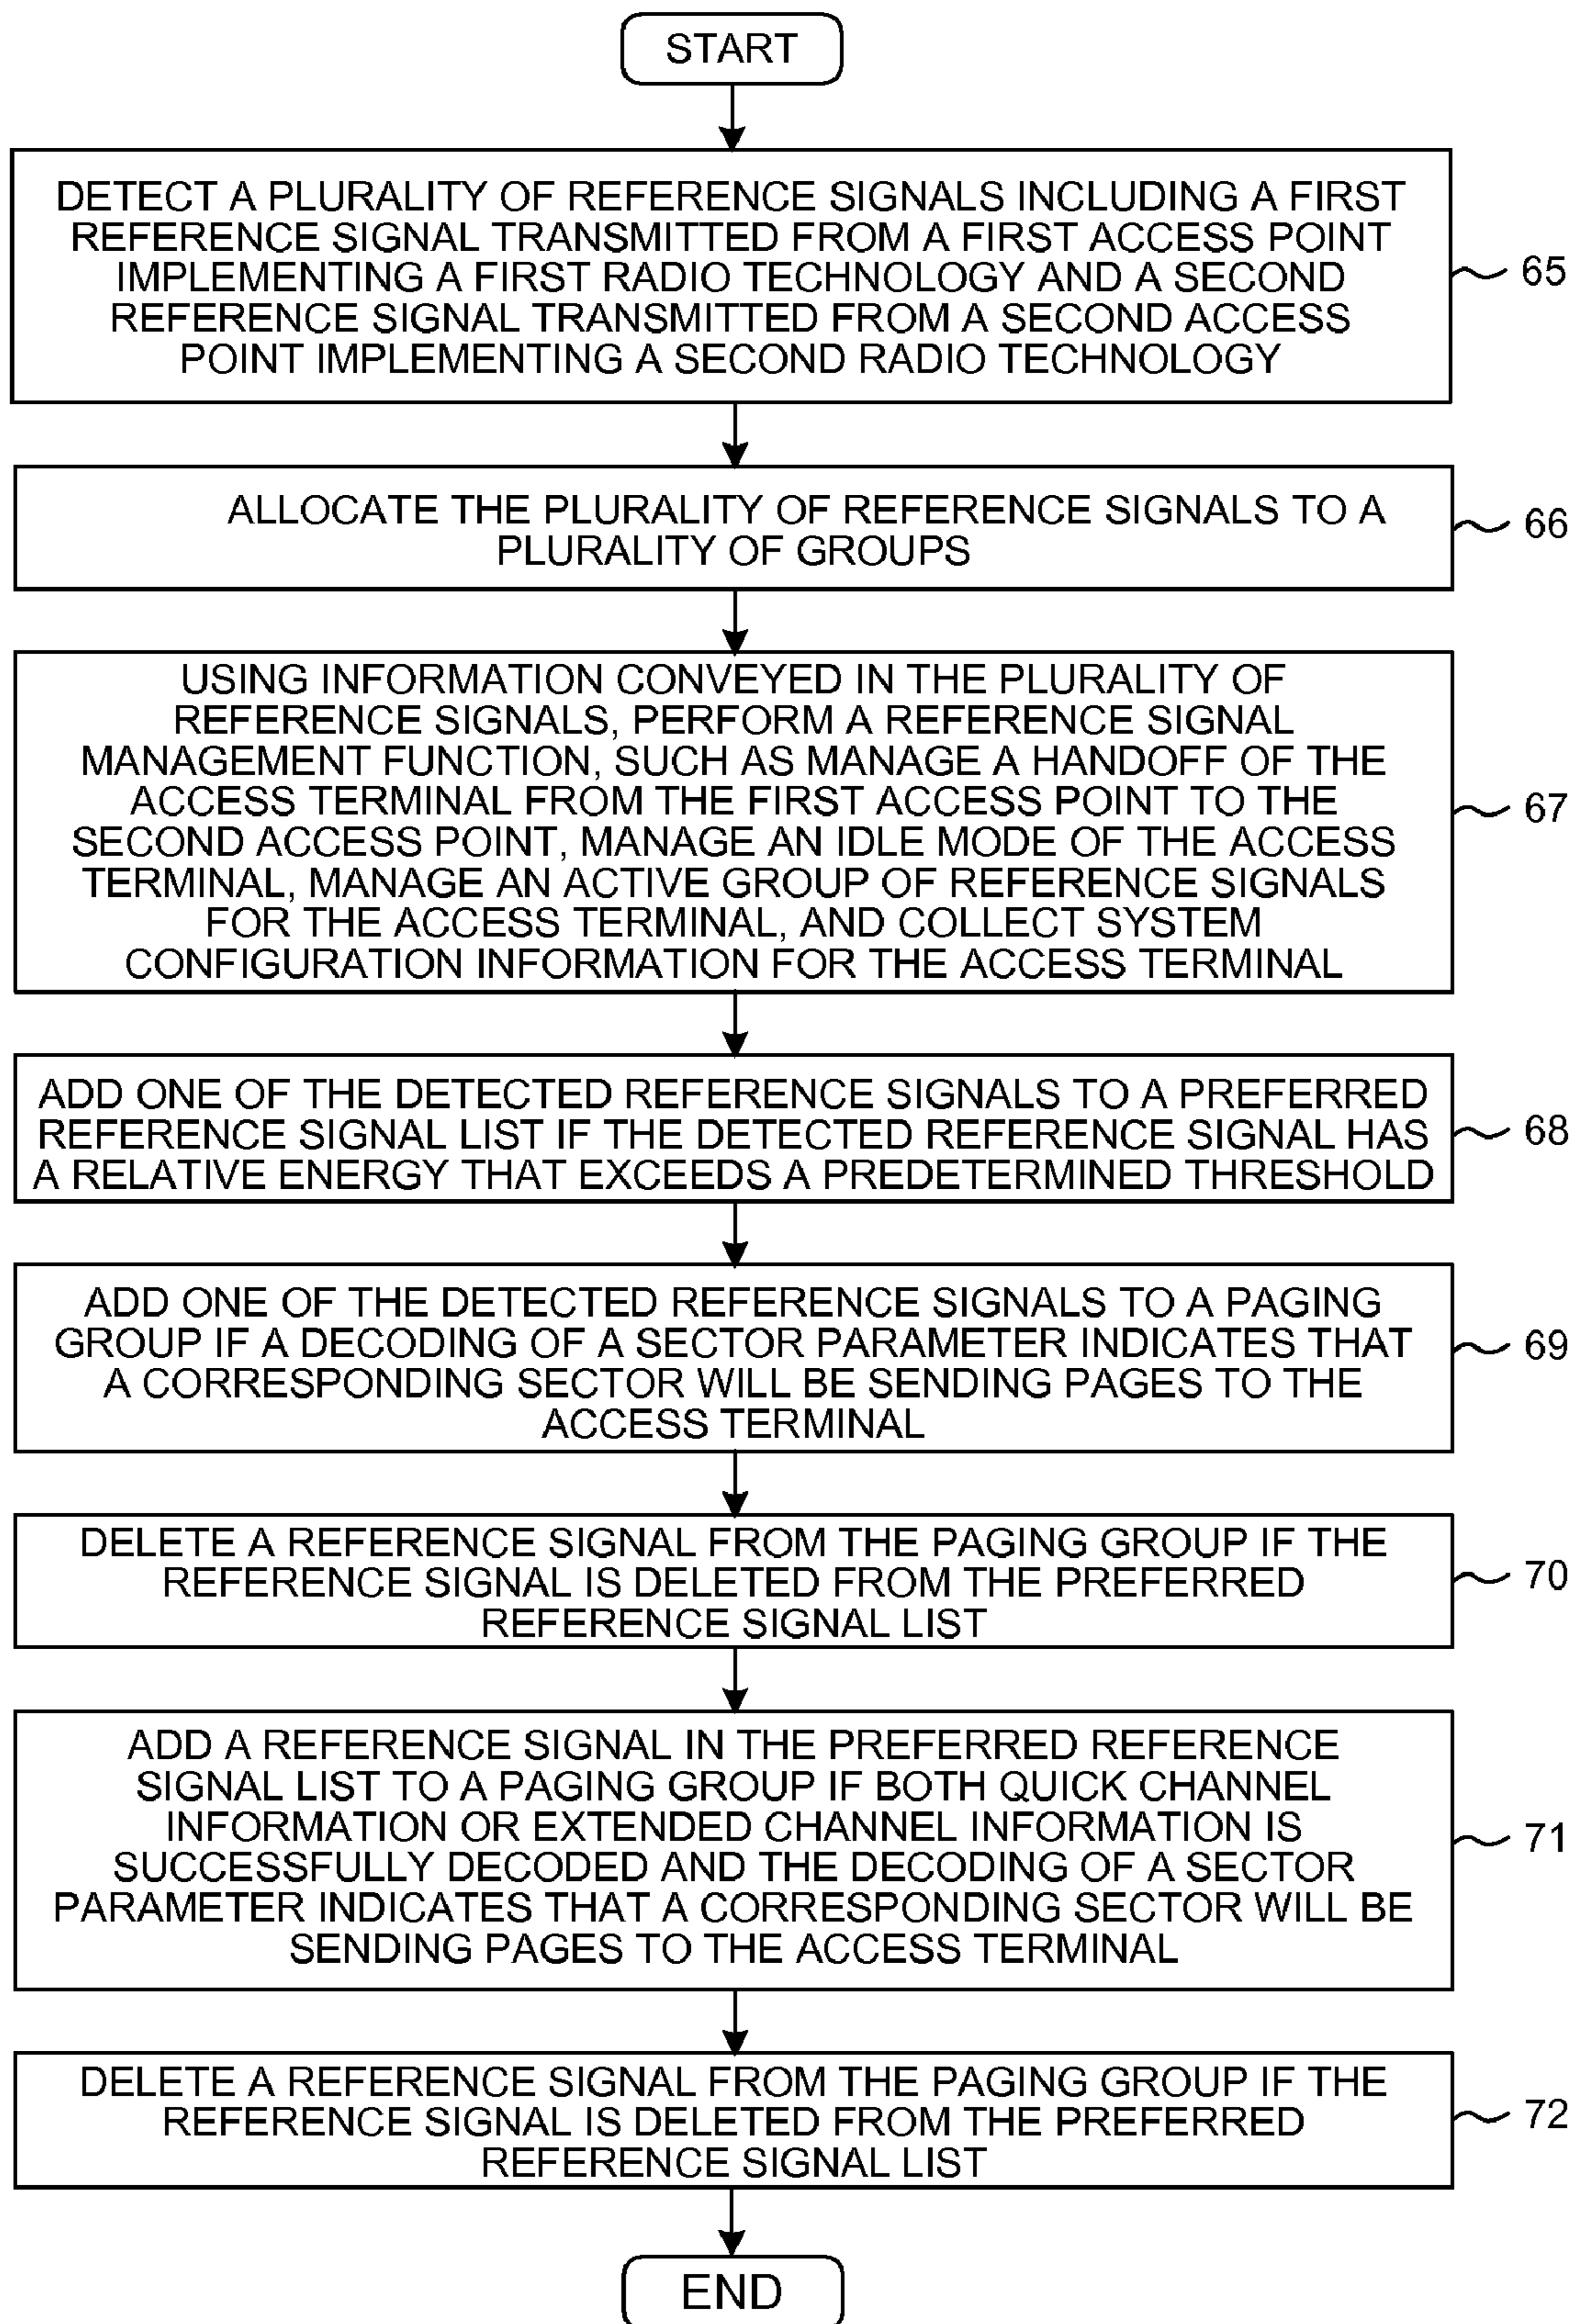 START
DETECT A PLURALITY OF REFERENCE SIGNALS INCLUDING A FIRST
REFERENCE SIGNAL TRANSMITTED FROM A FIRST ACCESS POINT
IMPLEMENTING A FIRST RADIO TECHNOLOGY AND A SECOND
REFERENCE SIGNAL TRANSMITTED FROM A SECOND ACCESS
POINT IMPLEMENTING A SECOND RADIO TECHNOLOGY
65
ALLOCATE THE PLURALITY OF REFERENCE SIGNALS TO A
PLURALITY OF GROUPS
66
USING INFORMATION CONVEYED IN THE PLURALITY OF
REFERENCE SIGNALS, PERFORM A REFERENCE SIGNAL
MANAGEMENT FUNCTION, SUCH AS MANAGE A HANDOFF OF THE
ACCESS TERMINAL FROM THE FIRST ACCESS POINT TO THE
SECOND ACCESS POINT, MANAGE AN IDLE MODE OF THE ACCESS
TERMINAL, MANAGE AN ACTIVE GROUP OF REFERENCE SIGNALS
FOR THE ACCESS TERMINAL, AND COLLECT SYSTEM
CONFIGURATION INFORMATION FOR THE ACCESS TERMINAL
67
ADD ONE OF THE DETECTED REFERENCE SIGNALS TO A PREFERRED
REFERENCE SIGNAL LIST IF THE DETECTED REFERENCE SIGNAL HAS
A RELATIVE ENERGY THAT EXCEEDS A PREDETERMINED THRESHOLD
68
ADD ONE OF THE DETECTED REFERENCE SIGNALS TO A PAGING
GROUP IF A DECODING OF A SECTOR PARAMETER INDICATES THAT
A CORRESPONDING SECTOR WILL BE SENDING PAGES TO THE
ACCESS TERMINAL
69
DELETE A REFERENCE SIGNAL FROM THE PAGING GROUP IF THE
REFERENCE SIGNAL IS DELETED FROM THE PREFERRED
REFERENCE SIGNAL LIST
70
ADD A REFERENCE SIGNAL IN THE PREFERRED REFERENCE
SIGNAL LIST TO A PAGING GROUP IF BOTH QUICK CHANNEL
INFORMATION OR EXTENDED CHANNEL INFORMATION IS
SUCCESSFULLY DECODED AND THE DECODING OF A SECTOR
PARAMETER INDICATES THAT A CORRESPONDING SECTOR WILL BE
SENDING PAGES TO THE ACCESS TERMINAL
71
DELETE A REFERENCE SIGNAL FROM THE PAGING GROUP IF THE
REFERENCE SIGNAL IS DELETED FROM THE PREFERRED
REFERENCE SIGNAL LIST
72
END